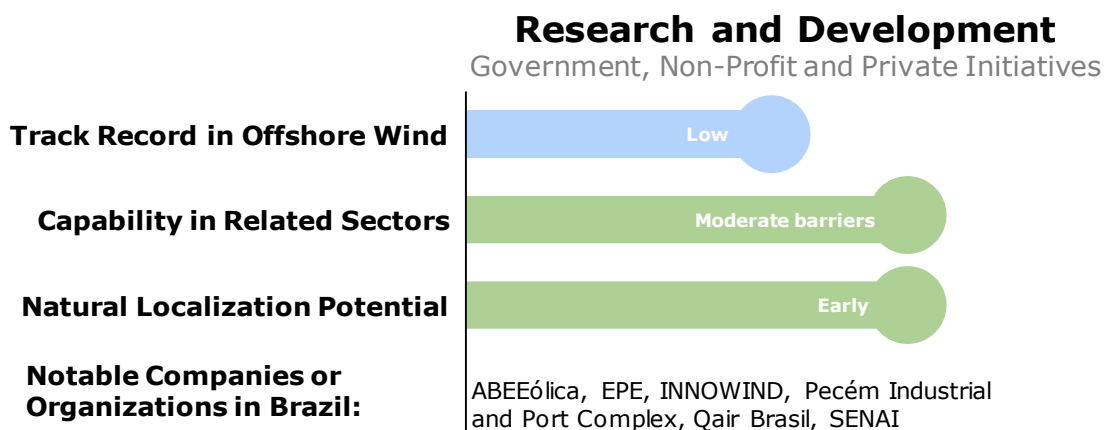 Research and Development
Government, Non-Profit and Private Initiatives
Track Record in Offshore Wind
Low
Capability in Related Sectors
Moderate barriers
Natural Localization Potential
Early
Notable Companies or
Organizations in Brazil:
ABEEólica, EPE, INNOWIND, Pecém Industrial
and Port Complex, Qair Brasil, SENAI